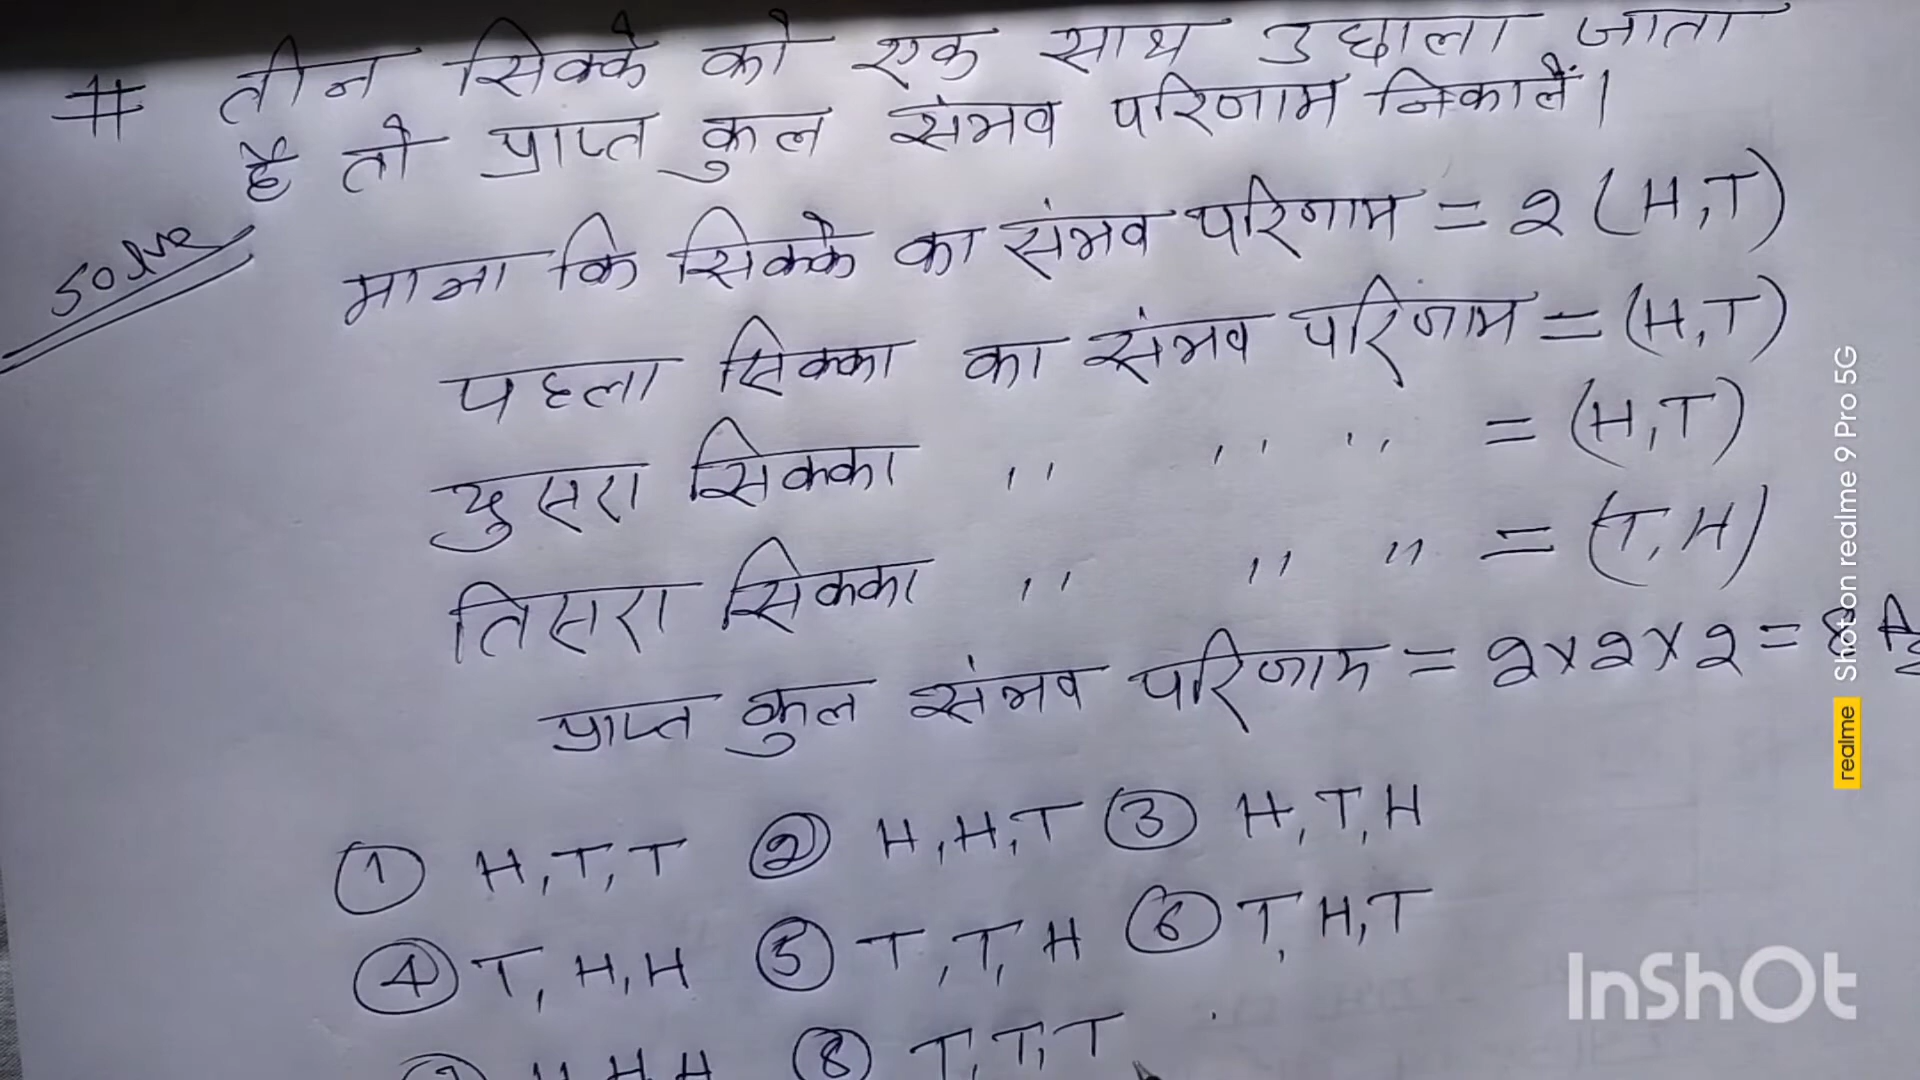 # तीन सिक्के को एक साथ उछाला जाता
है तो प्राप्त कुल संभव परिणाम निकालें।
Solve
माना कि सिक्के का संभव परिणाम = 2 (H,T)
पहला सिक्का का संभव परिणाम = (H,T)
दुसरा सिक्का ,, ,, ,, = (H,T)
तिसरा सिक्का ,, ,, ,, = (T,H)
प्राप्त कुल संभव परिणाम = 2×2×2 = 8
① H,T,T ② H,H,T ③ H,T,H
④ T,H,H ⑤ T,T,H ⑥ T,H,T
⑦ H,H,H ⑧ T,T,T
realme Shot on realme 9 Pro 5G
InShOt